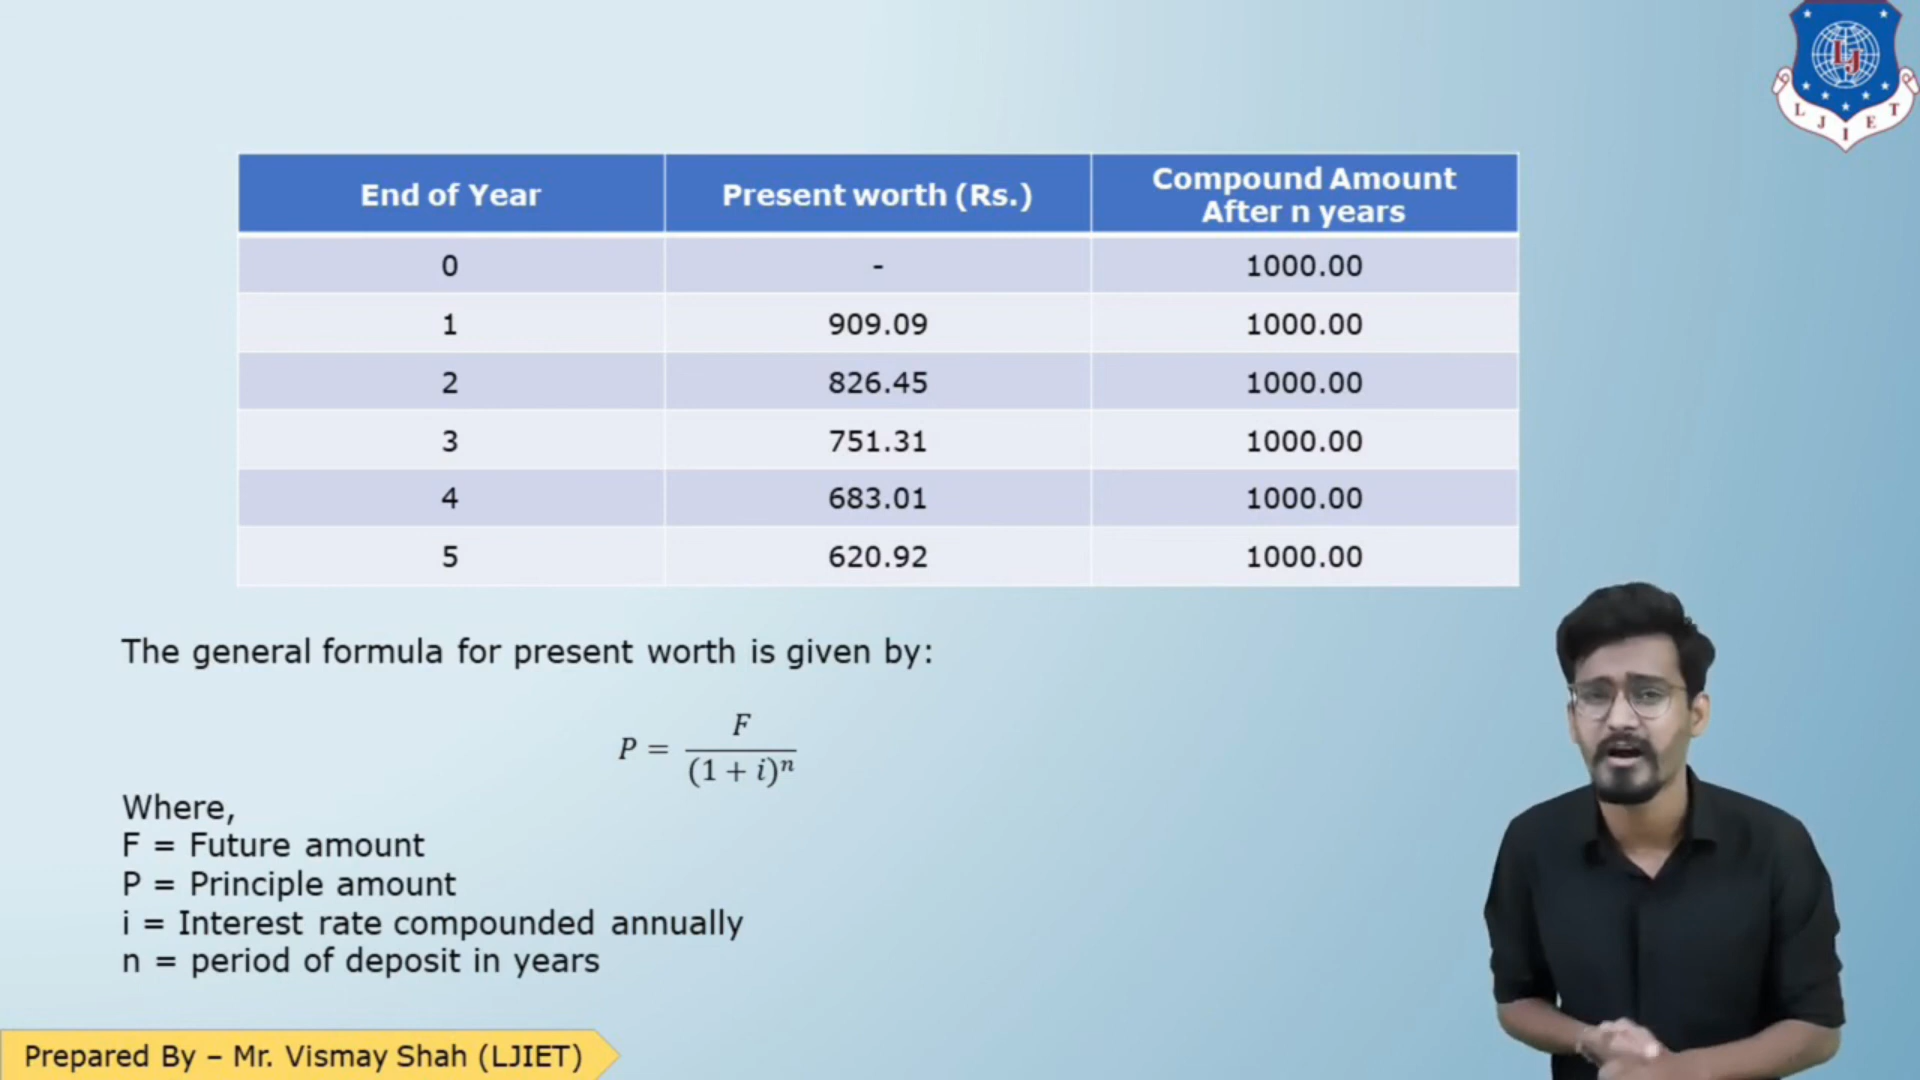 LJ
L J I E T
End of Year Present worth (Rs.) Compound Amount After n years
0 - 1000.00
1 909.09 1000.00
2 826.45 1000.00
3 751.31 1000.00
4 683.01 1000.00
5 620.92 1000.00
The general formula for present worth is given by:
P = F / (1 + i)^n
Where,
F = Future amount
P = Principle amount
i = Interest rate compounded annually
n = period of deposit in years
Prepared By – Mr. Vismay Shah (LJIET)